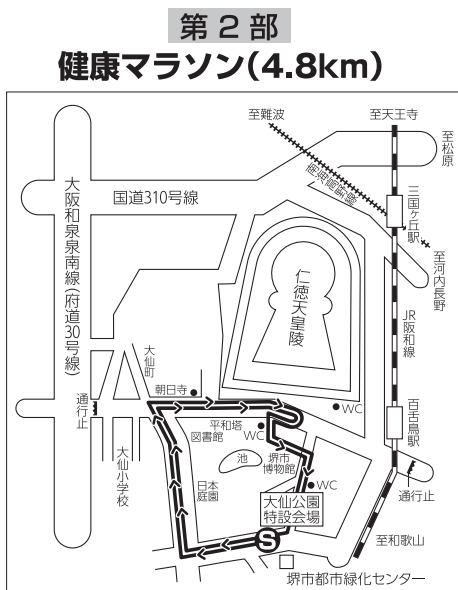 第2部
健康マラソン(4.8km)
至難波
至天王寺
至松原
南海高野線
三国ヶ丘駅
国道310号線
大阪和泉泉南線(府道30号線)
至河内長野
仁徳天皇陵
JR阪和線
大仙町
朝日寺
通行止
WC
百舌鳥駅
平和塔
図書館
WC
大仙小学校
池
堺市
博物館
日本
庭園
WC
通行止
大仙公園
特設会場
S
至和歌山
堺市都市緑化センター